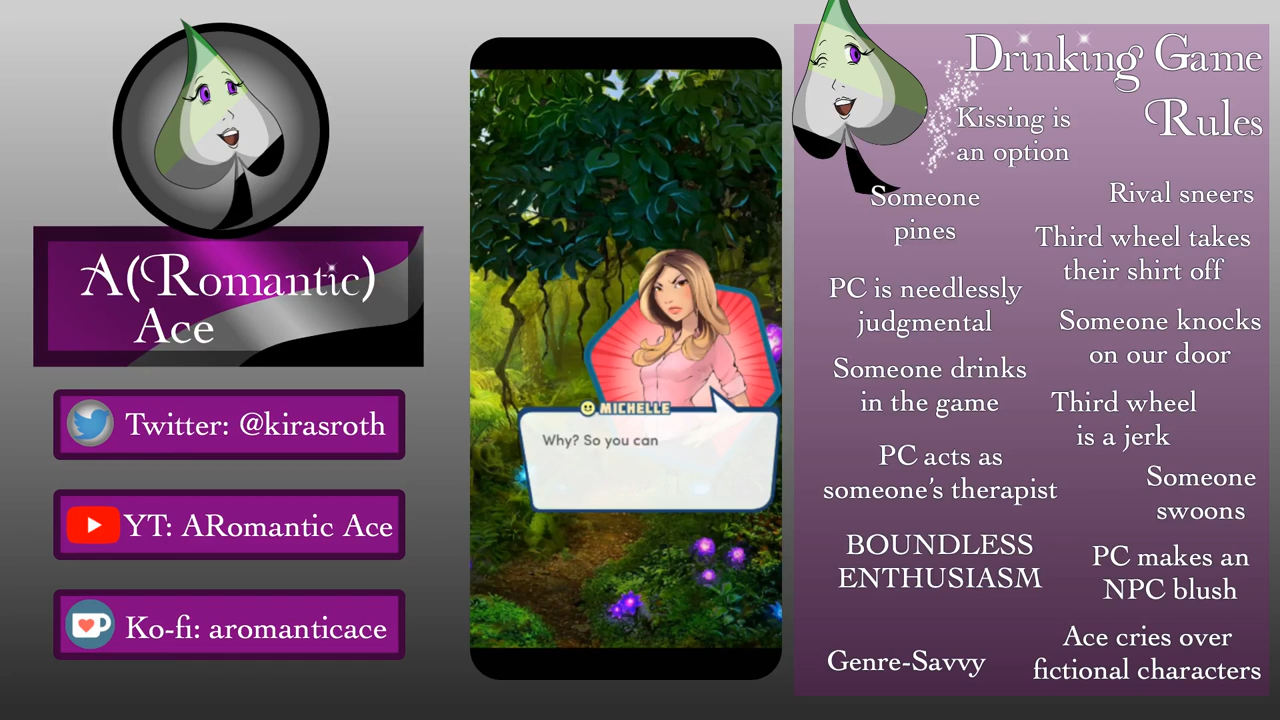 A(Romantic)
Ace
Twitter: @kirasroth
YT: ARomantic Ace
Ko-fi: aromanticace
MICHELLE
Why? So you can
Drinking Game
Rules
Kissing is
an option
Someone
pines
Rival sneers
Third wheel takes
their shirt off
PC is needlessly
judgmental
Someone knocks
on our door
Someone drinks
in the game
Third wheel
is a jerk
PC acts as
someone's therapist
Someone
swoons
BOUNDLESS
ENTHUSIASM
PC makes an
NPC blush
Genre-Savvy
Ace cries over
fictional characters